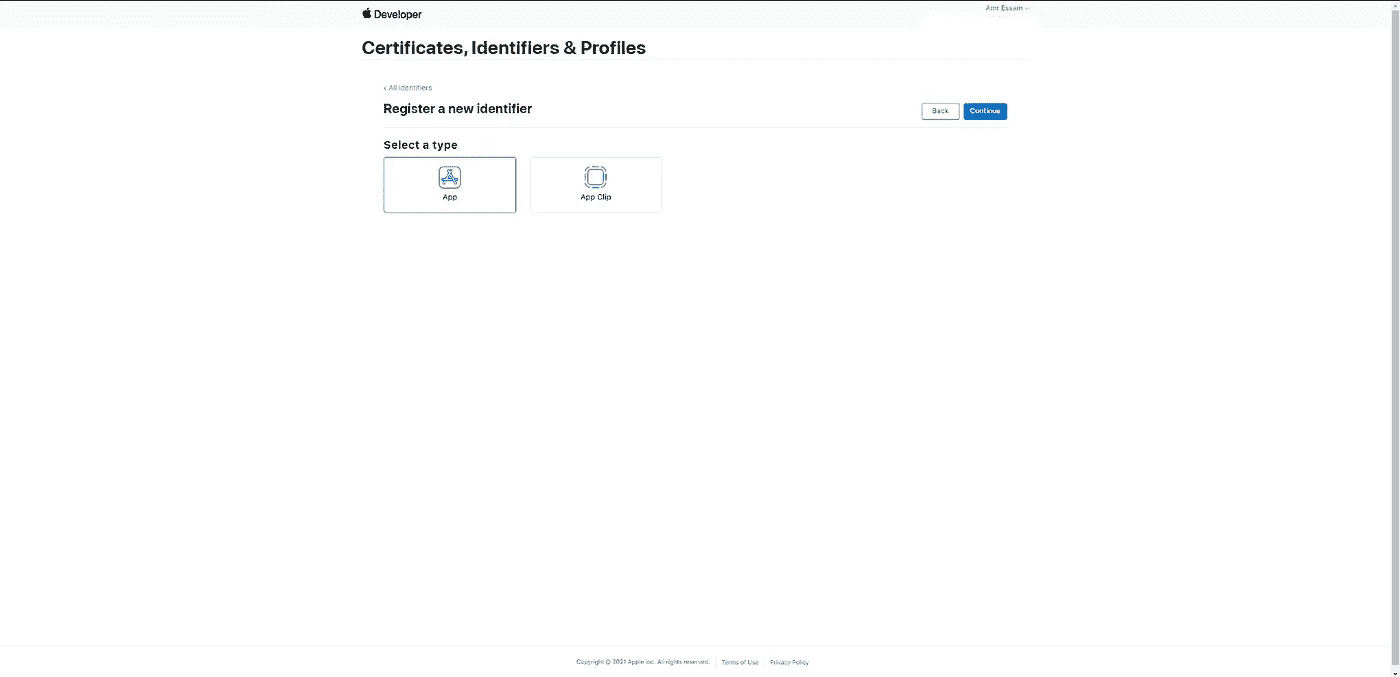 Developer
Amr Essam
Certificates, Identifiers & Profiles
‹ All Identifiers
Register a new identifier
Back
Continue
Select a type
App
App Clip
Copyright © 2021 Apple Inc. All rights reserved.
Terms of Use
Privacy Policy